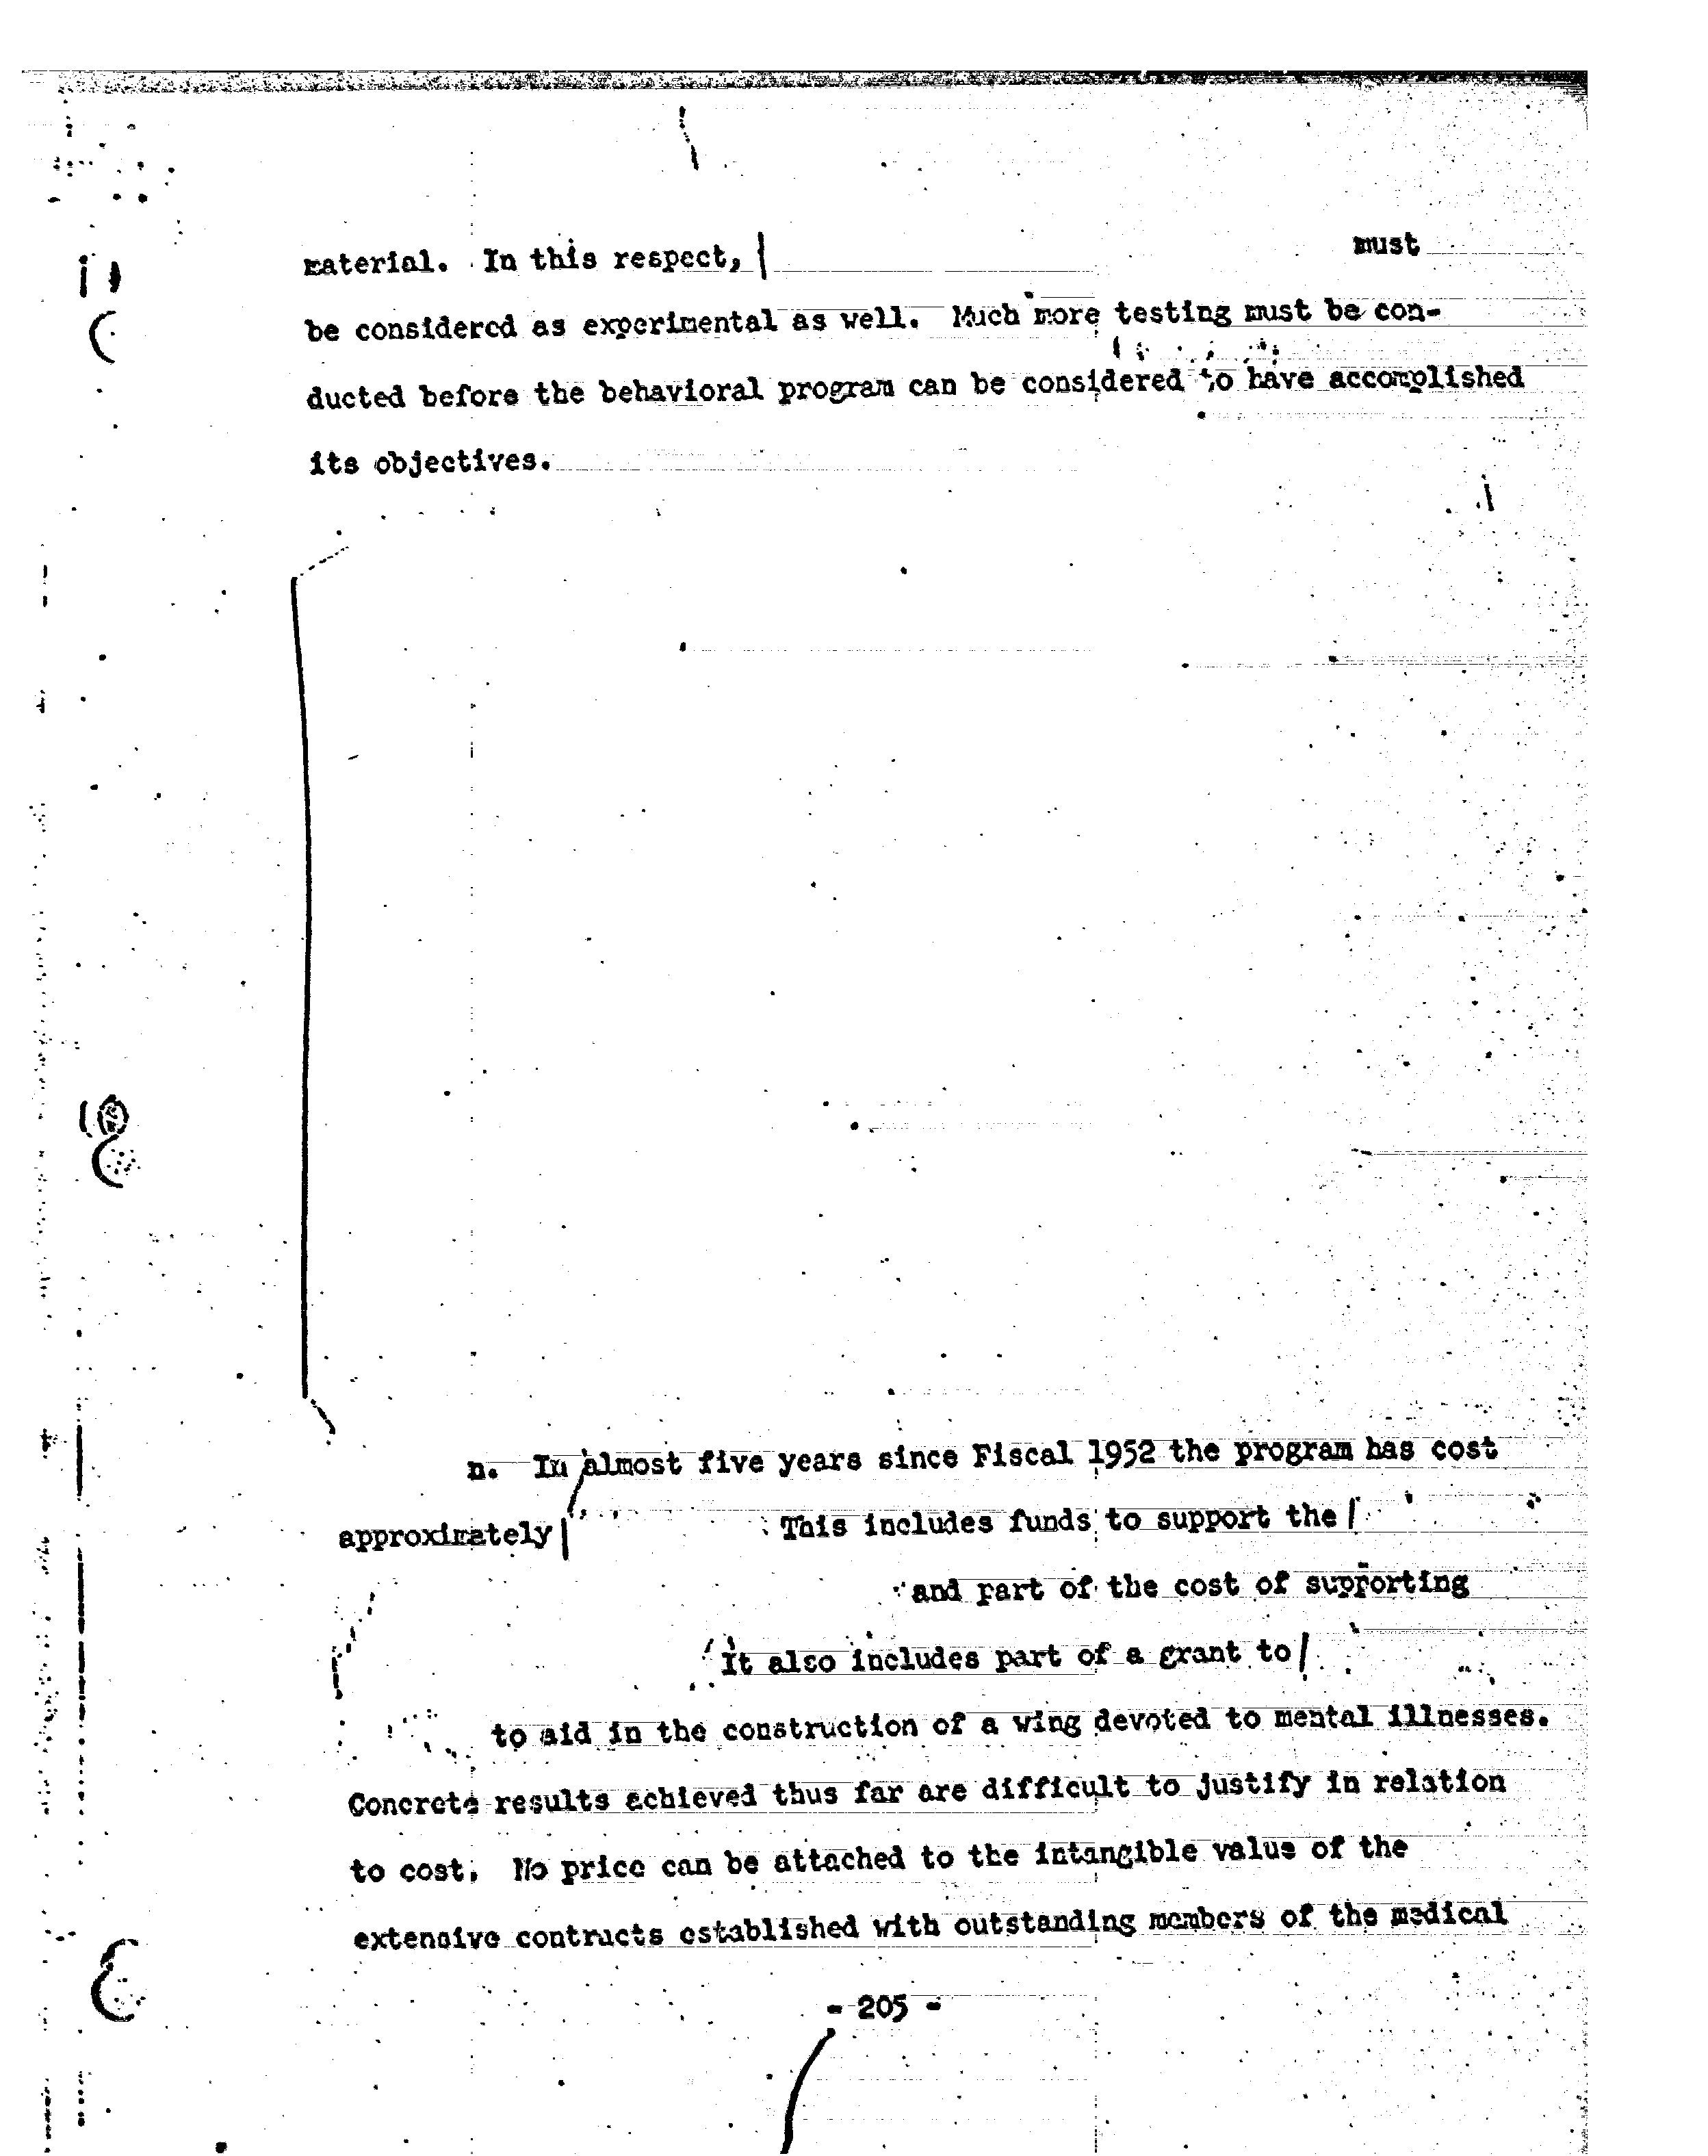 material. In this respect, must
be considered as experimental as well. Much more testing must be con-
ducted before the behavioral program can be considered to have accomplished
its objectives.
n. In almost five years since Fiscal 1952 the program has cost
approximately This includes funds to support the
and part of the cost of supporting
It also includes part of a grant to
to aid in the construction of a wing devoted to mental illnesses.
Concrete results achieved thus far are difficult to justify in relation
to cost. No price can be attached to the intangible value of the
extensive contracts established with outstanding members of the medical
- 205 -